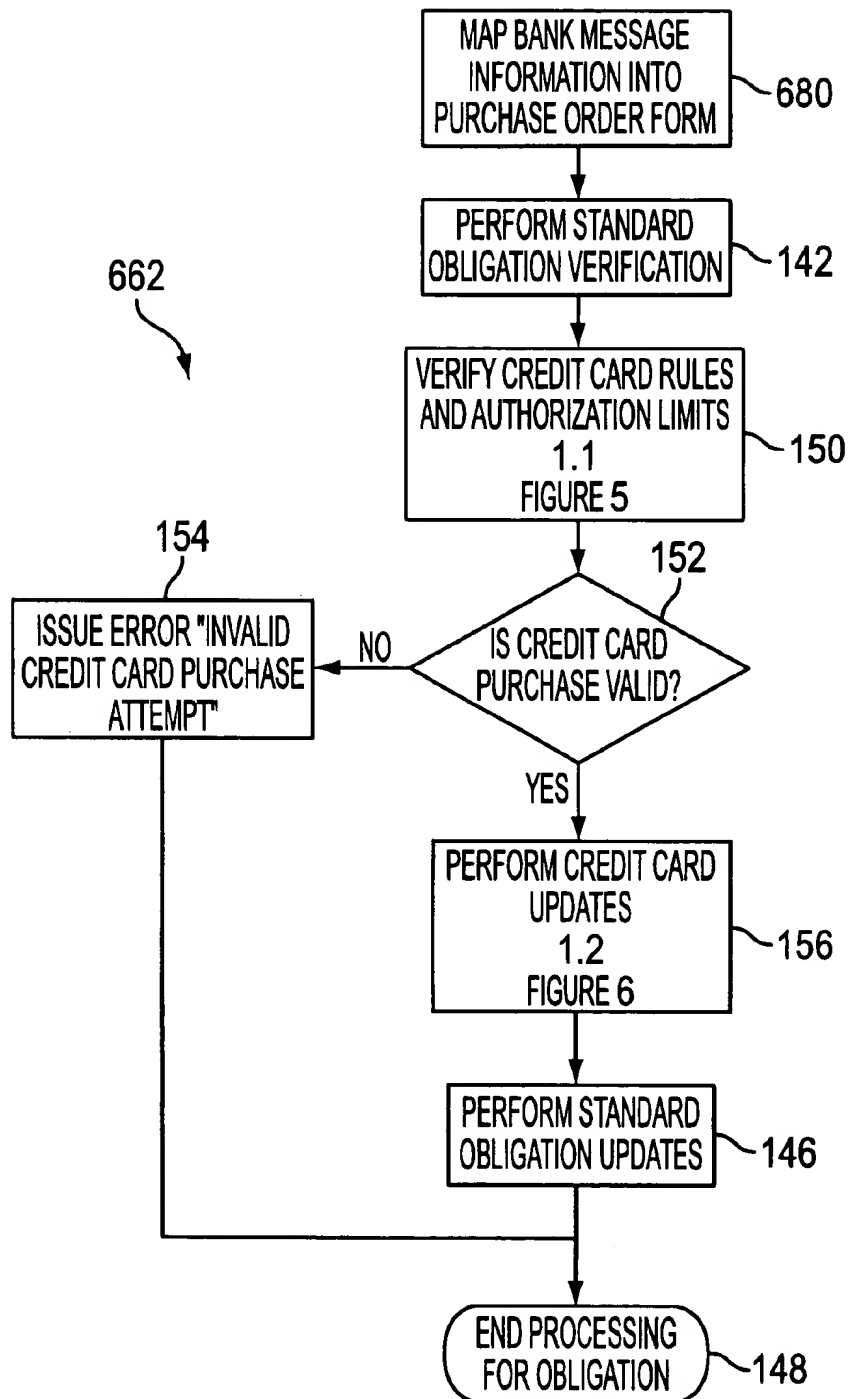 MAP BANK MESSAGE
INFORMATION INTO
PURCHASE ORDER FORM
680
PERFORM STANDARD
OBLIGATION VERIFICATION
142
662
VERIFY CREDIT CARD RULES
AND AUTHORIZATION LIMITS
1.1
FIGURE 5
150
154
152
ISSUE ERROR "INVALID
CREDIT CARD PURCHASE
ATTEMPT"
NO
IS CREDIT CARD
PURCHASE VALID?
YES
PERFORM CREDIT CARD
UPDATES
1.2
FIGURE 6
156
PERFORM STANDARD
OBLIGATION UPDATES
146
END PROCESSING
FOR OBLIGATION
148